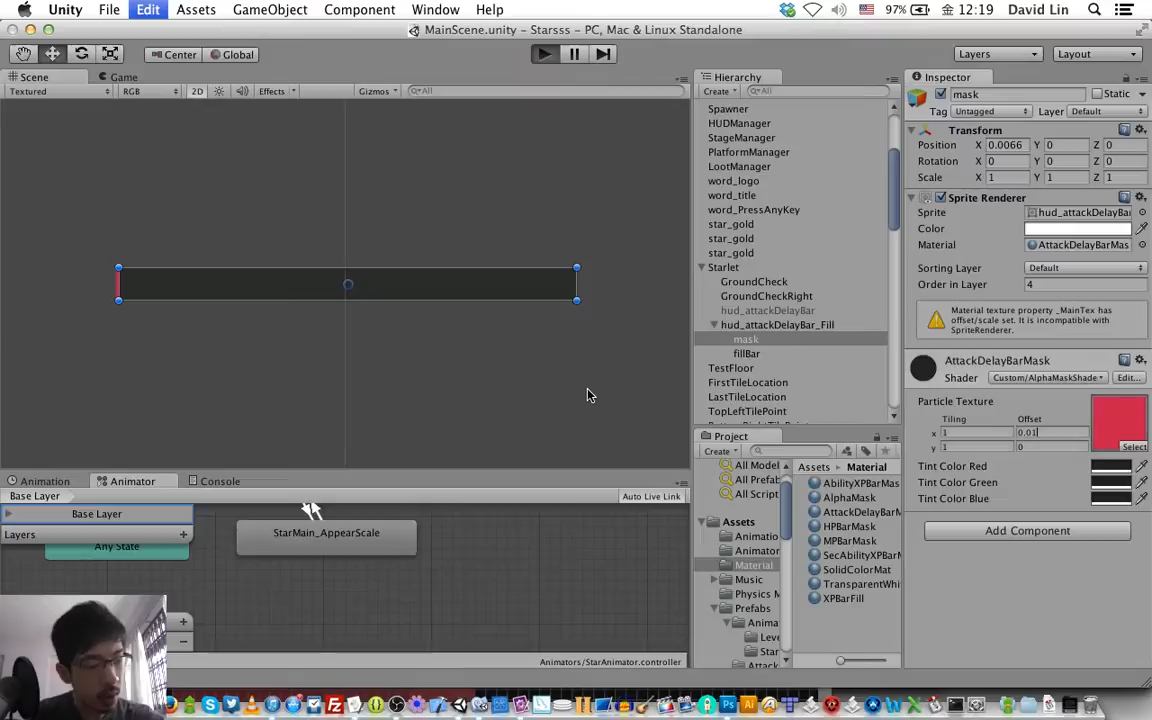 Unity File Edit Assets GameObject Component Window Help 97% 12:19 David Lin
MainScene.unity - Starsss - PC, Mac & Linux Standalone
Center Global Layers Layout
Scene Game
Textured RGB 2D Effects Gizmos All
Hierarchy
Create All
Spawner
HUDManager
StageManager
PlatformManager
LootManager
word_logo
word_title
word_PressAnyKey
star_gold
star_gold
star_gold
Starlet
GroundCheck
GroundCheckRight
hud_attackDelayBar
hud_attackDelayBar_Fill
mask
fillBar
TestFloor
FirstTileLocation
LastTileLocation
TopLeftTilePoint
Inspector
mask Static
Tag Untagged Layer Default
Transform
Position X 0.0066 Y 0 Z 0
Rotation X 0 Y 0 Z 0
Scale X 1 Y 1 Z 1
Sprite Renderer
Sprite hud_attackDelayBar
Color
Material AttackDelayBarMas
Sorting Layer Default
Order in Layer 4
Material texture property _MainTex has
offset/scale set. It is incompatible with
SpriteRenderer.
AttackDelayBarMask
Shader Custom/AlphaMaskShade Edit...
Particle Texture
Tiling Offset
x 1 0.01
y 1 0
Select
Tint Color Red
Tint Color Green
Tint Color Blue
Add Component
Project
Create
All Model
All Prefab
All Script
Assets
Animatio
Animator
Material
Music
Physics M
Prefabs
Anima
Leve
Star
Attack
Assets Material
AbilityXPBarMas
AlphaMask
AttackDelayBarM
HPBarMask
MPBarMask
SecAbilityXPBarM
SolidColorMat
TransparentWhi
XPBarFill
Animation Animator Console
Base Layer Auto Live Link
Base Layer
Layers
Any State
StarMain_AppearScale
Animators/StarAnimator.controller